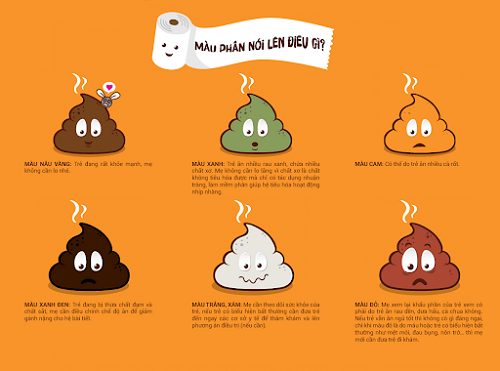 MÀU PHÂN NÓI LÊN ĐIỀU GÌ?
MÀU NÂU VÀNG: Trẻ đang rất khỏe mạnh, mẹ
không cần lo nhé.
MÀU XANH: Trẻ ăn nhiều rau xanh, chứa nhiều
chất xơ. Mẹ không cần lo lắng vì chất xơ là chất
không tiêu hóa được mà chỉ có tác dụng nhuận
tràng, làm mềm phân giúp hệ tiêu hóa hoạt động
nhịp nhàng.
MÀU CAM: Có thể do trẻ ăn nhiều cà rốt.
MÀU XANH ĐEN: Trẻ đang bị thừa chất đạm và
chất sắt, mẹ cần điều chỉnh chế độ ăn để giảm
gánh nặng cho hệ bài tiết.
MÀU TRẮNG, XÁM: Mẹ cần theo dõi sức khỏe của
trẻ, nếu trẻ có biểu hiện bất thường cần đưa trẻ
đến ngay các cơ sở y tế để thăm khám và lên
phương án điều trị (nếu cần).
MÀU ĐỎ: Mẹ xem lại khẩu phần của trẻ xem có
phải do trẻ ăn rau dền, dưa hấu, cà chua không.
Nếu trẻ vẫn ăn ngủ tốt thì không có gì đáng ngại,
chỉ khi màu đỏ là do máu hoặc trẻ có biểu hiện bất
thường như mệt mỏi, đau bụng, nôn trớ... thì mẹ
mới cần đưa trẻ đi khám.